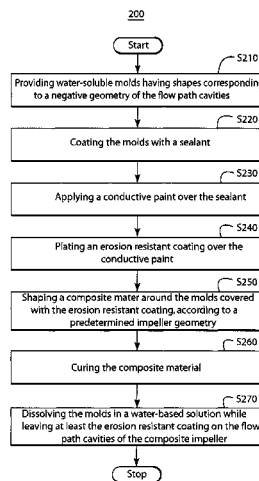 200
Start
S210
Providing water-soluble molds having shapes corresponding
to a negative geometry of the flow path cavities
S220
Coating the molds with a sealant
S230
Applying a conductive paint over the sealant
S240
Plating an erosion resistant coating over the
conductive paint
S250
Shaping a composite mater around the molds covered
with the erosion resistant coating, according to a
predetermined impeller geometry
S260
Curing the composite material
S270
Dissolving the molds in a water-based solution while
leaving at least the erosion resistant coating on the flow
path cavities of the composite impeller
Stop